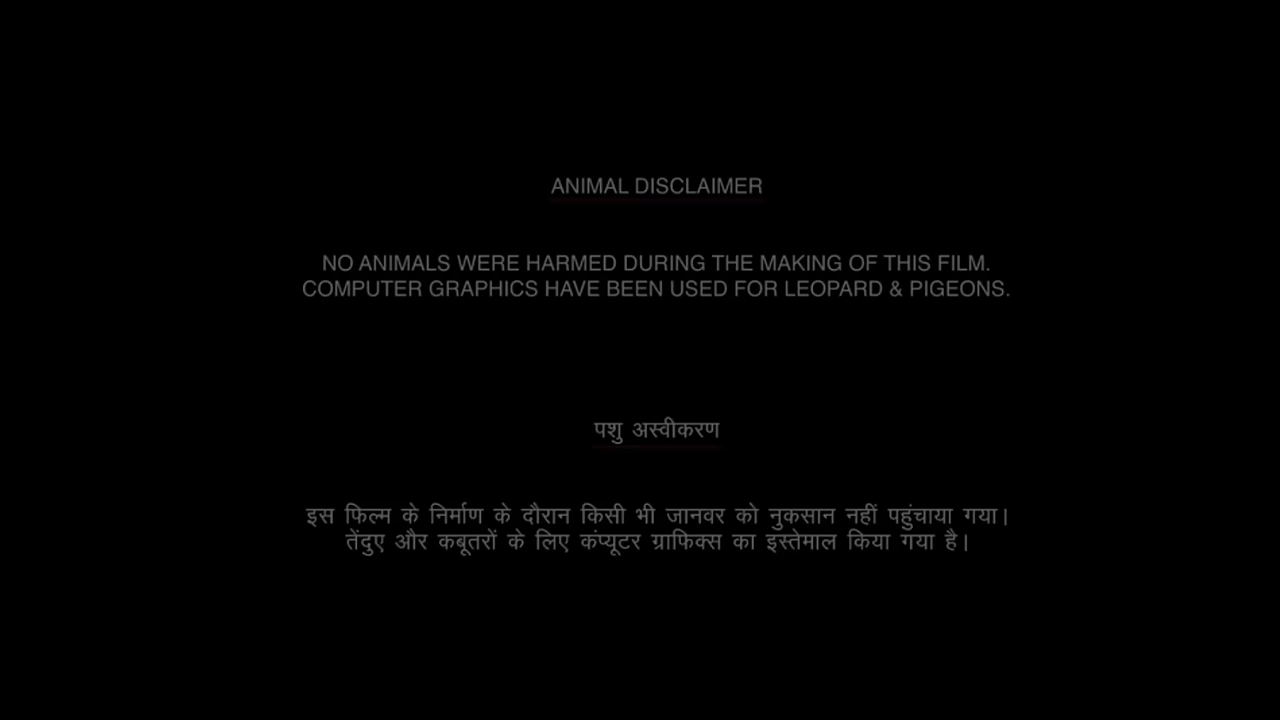 ANIMAL DISCLAIMER
NO ANIMALS WERE HARMED DURING THE MAKING OF THIS FILM.
COMPUTER GRAPHICS HAVE BEEN USED FOR LEOPARD & PIGEONS.
पशु अस्वीकरण
इस फिल्म के निर्माण के दौरान किसी भी जानवर को नुकसान नहीं पहुंचाया गया।
तेंदुए और कबूतरों के लिए कंप्यूटर ग्राफिक्स का इस्तेमाल किया गया है।